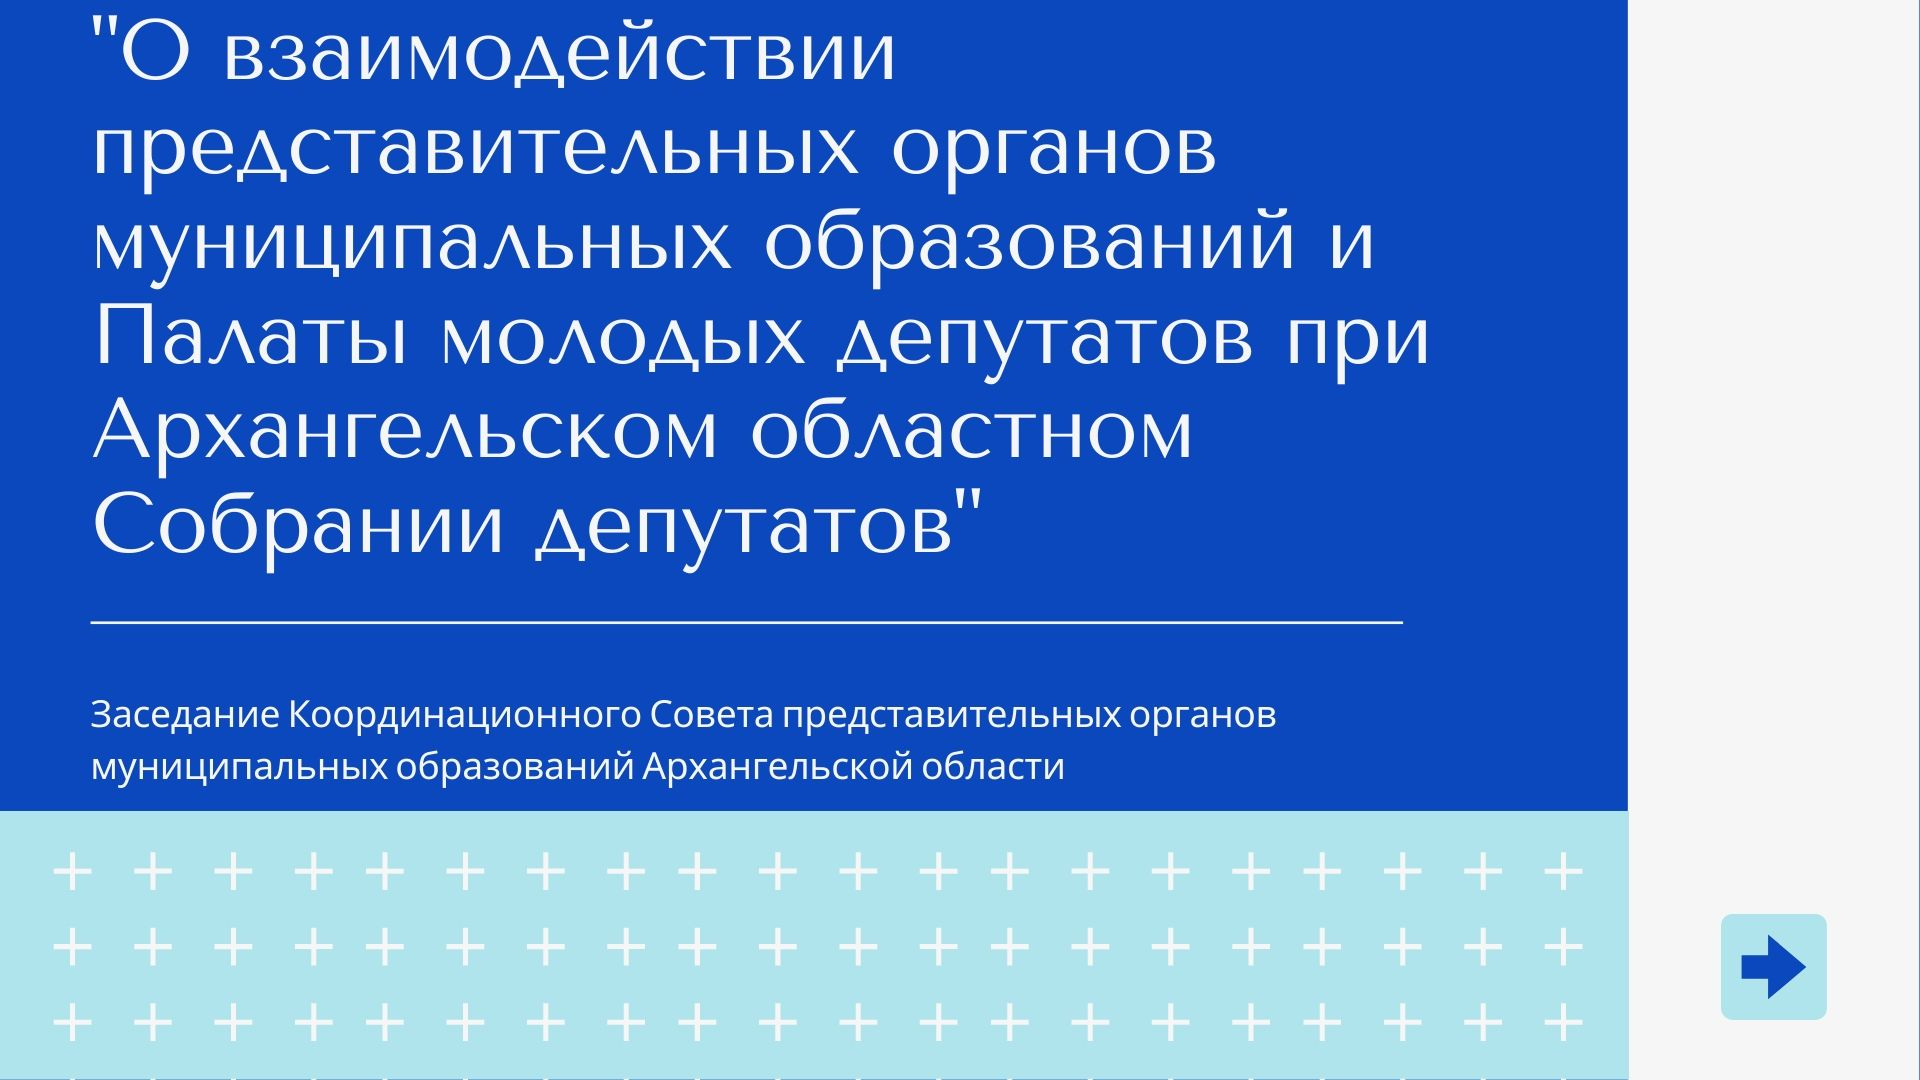 "О взаимодействии
представительных органов
муниципальных образований и
Палаты молодых депутатов при
Архангельском областном
Собрании депутатов"
Заседание Координационного Совета представительных органов
муниципальных образований Архангельской области